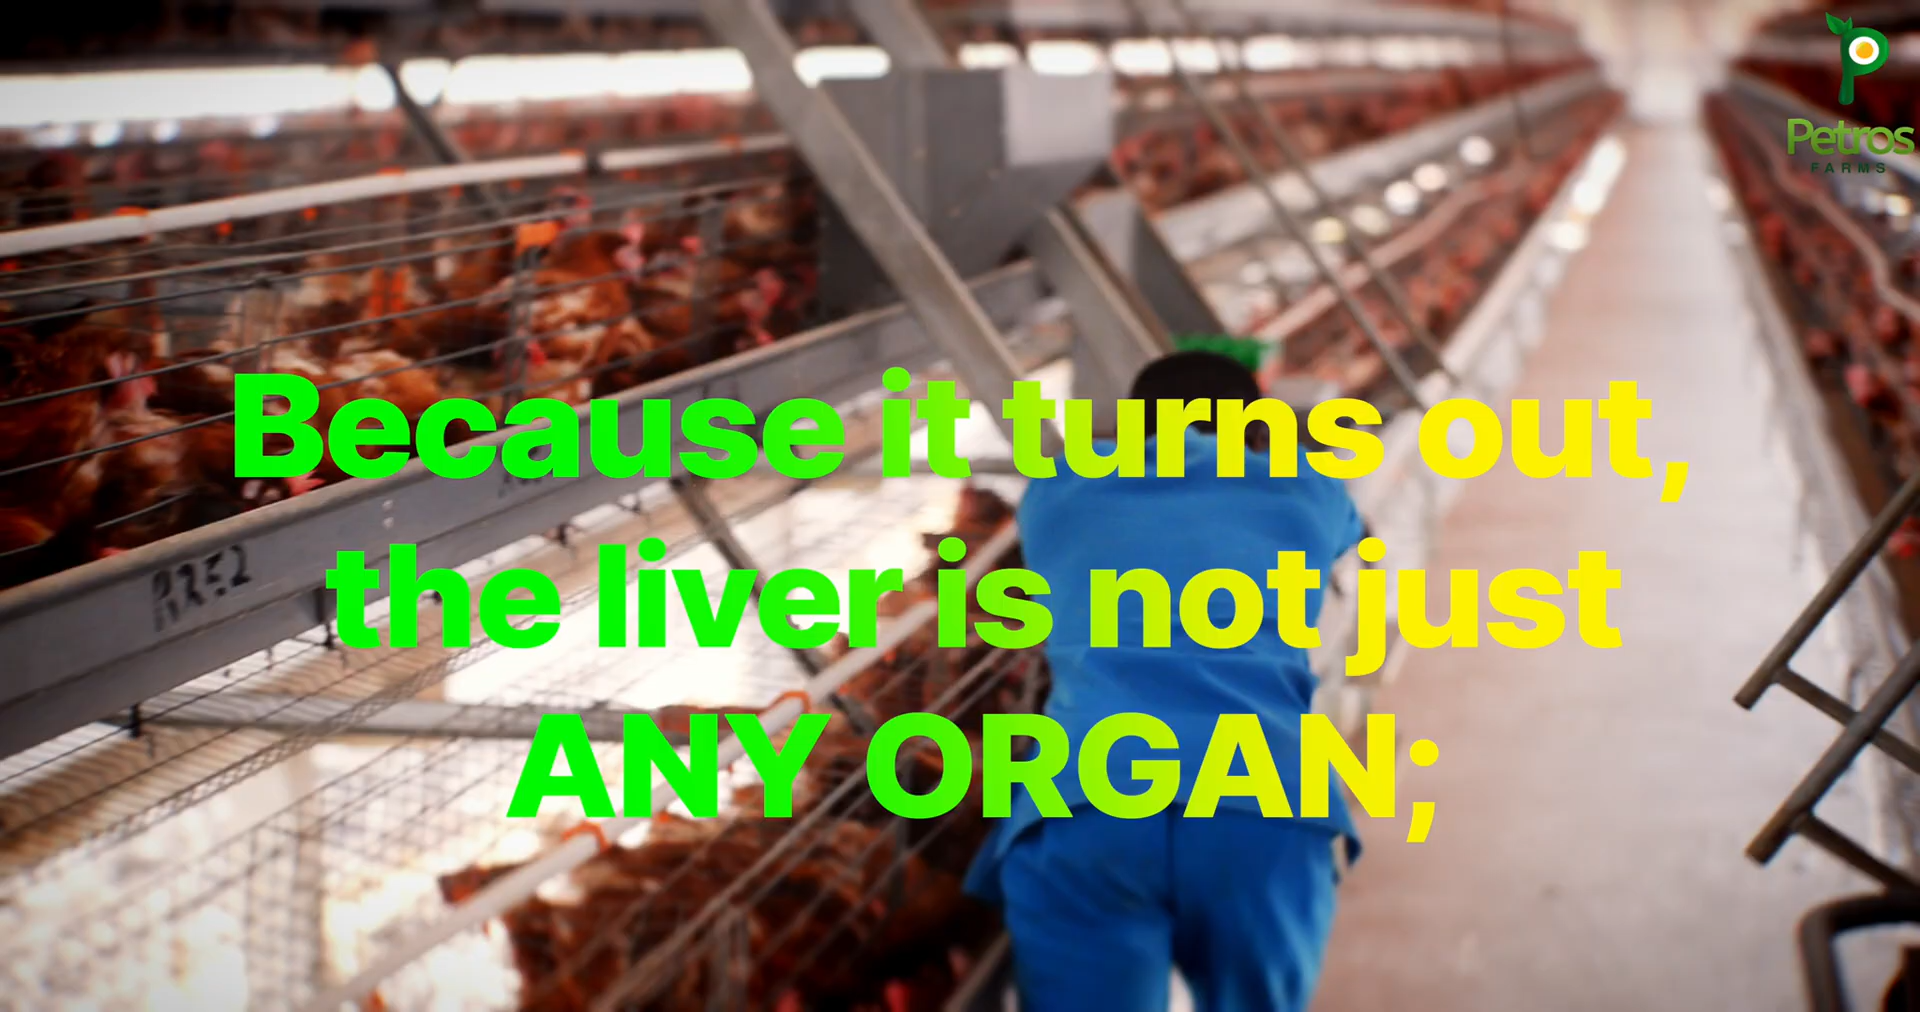 Petros
FARMS
Because it turns out,
the liver is not just
ANY ORGAN;